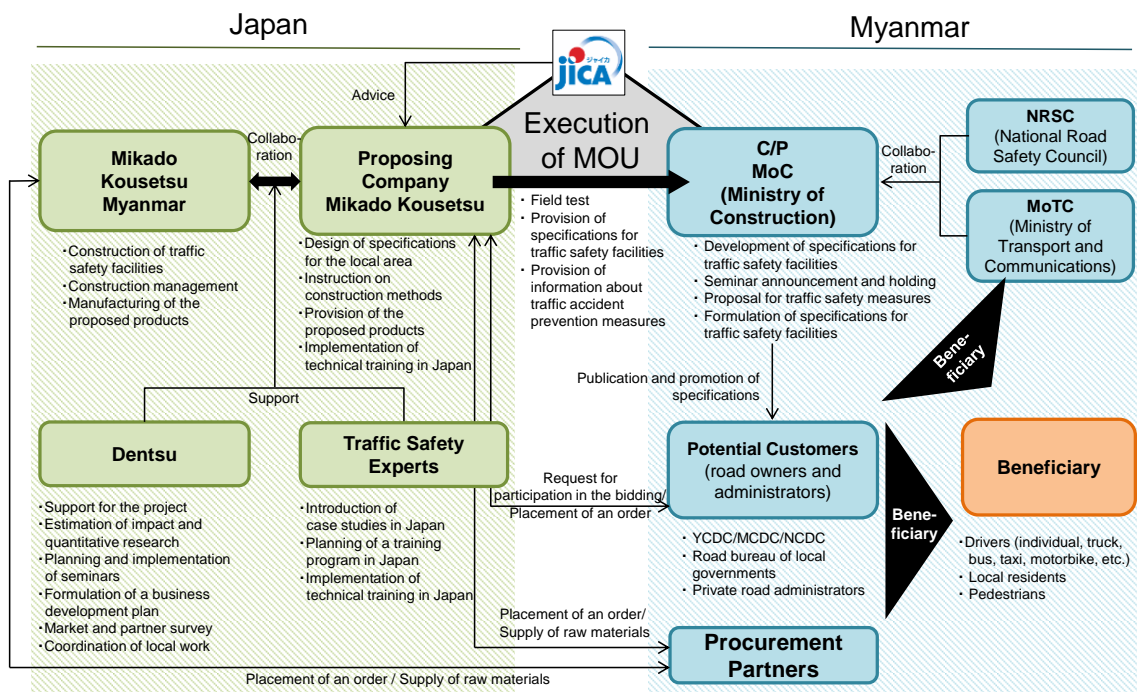 Japan
Myanmar
ジャイカ
JICA
Advice
Execution
of MOU
Mikado
Kousetsu
Myanmar
Collabo-
ration
Proposing
Company
Mikado Kousetsu
C/P
MoC
(Ministry of
Construction)
Collabo-
ration
NRSC
(National Road
Safety Council)
MoTC
(Ministry of
Transport and
Communications)
・Construction of traffic
safety facilities
・Construction management
・Manufacturing of the
proposed products
・Design of specifications
for the local area
・Instruction on
construction methods
・Provision of the
proposed products
・Implementation of
technical training in Japan
・Field test
・Provision of
specifications for
traffic safety facilities
・Provision of
information about
traffic accident
prevention measures
・Development of specifications for
traffic safety facilities
・Seminar announcement and holding
・Proposal for traffic safety measures
・Formulation of specifications for
traffic safety facilities
Bene-
ficiary
Publication and promotion of
specifications
Support
Dentsu
Traffic Safety
Experts
Potential Customers
(road owners and
administrators)
Beneficiary
Request for
participation in the bidding/
Placement of an order
Bene-
ficiary
・Support for the project
・Estimation of impact and
quantitative research
・Planning and implementation
of seminars
・Formulation of a business
development plan
・Market and partner survey
・Coordination of local work
・Introduction of
case studies in Japan
・Planning of a training
program in Japan
・Implementation of
technical training in Japan
・YCDC/MCDC/NCDC
・Road bureau of local
governments
・Private road administrators
・Drivers (individual, truck,
bus, taxi, motorbike, etc.)
・Local residents
・Pedestrians
Placement of an order/
Supply of raw materials
Procurement
Partners
Placement of an order / Supply of raw materials